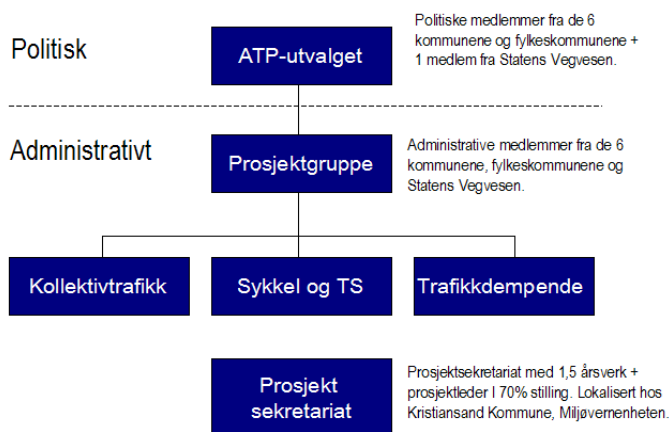 Politisk
ATP-utvalget
Politiske medlemmer fra de 6
kommunene og fylkeskommunene +
1 medlem fra Statens Vegvesen.
Administrativt
Prosjektgruppe
Administrative medlemmer fra de 6
kommunene, fylkeskommunene og
Statens Vegvesen.
Kollektivtrafikk
Sykkel og TS
Trafikkdempende
Prosjekt
sekretariat
Prosjektsekretariat med 1,5 årsverk +
prosjektleder I 70% stilling. Lokalisert hos
Kristiansand Kommune, Miljøvernenheten.